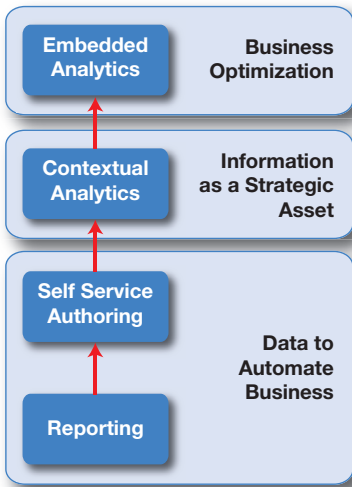 Embedded
Analytics
Business
Optimization
Contextual
Analytics
Information
as a Strategic
Asset
Self Service
Authoring
Data to
Automate
Business
Reporting